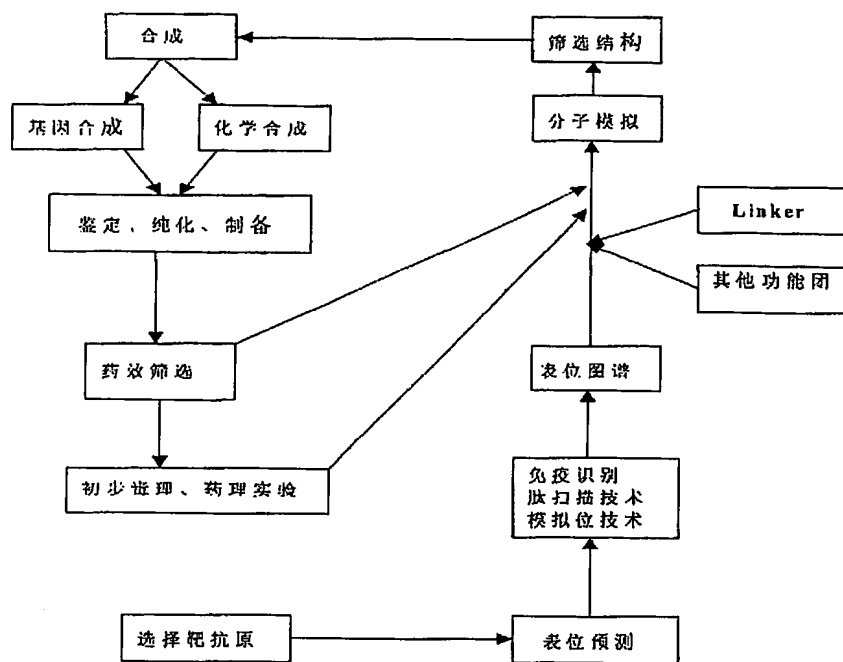 合成
筛选结构
基因合成
化学合成
分子模拟
鉴定、纯化、制备
Linker
其他功能团
药效筛选
表位图谱
初步毒理、药理实验
免疫识别
肽扫描技术
模拟位技术
选择靶抗原
表位预测